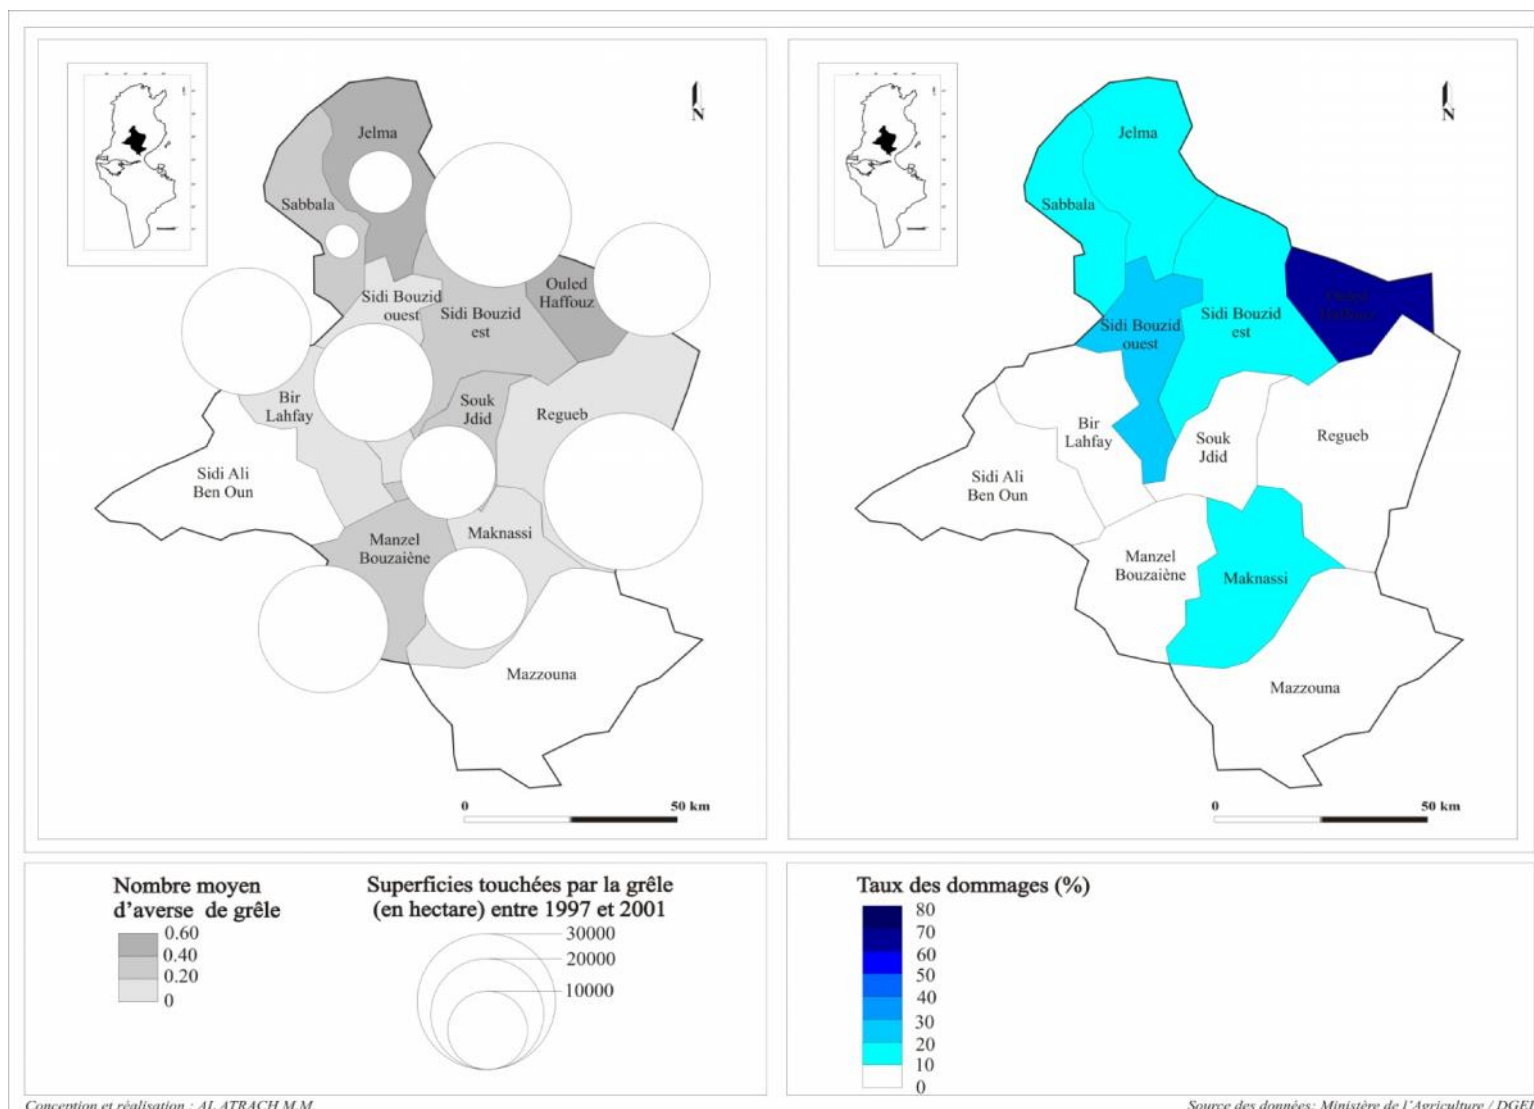 Jelma
N
Sabbala
Sidi Bouzid
ouest
Ouled
Haffouz
Sidi Bouzid
est
Bir
Lahfay
Souk
Jdid
Regueb
Sidi Ali
Ben Oun
Maknassi
Manzel
Bouzaiène
Mazzouna
0 50 km
Jelma
N
Sabbala
Ouled
Haffouz
Sidi Bouzid
est
Sidi Bouzid
ouest
Bir
Lahfay
Souk
Jdid
Regueb
Sidi Ali
Ben Oun
Manzel
Bouzaiène
Maknassi
Mazzouna
0 50 km
Nombre moyen
d'averse de grêle
0.60
0.40
0.20
0
Superficies touchées par la grêle
(en hectare) entre 1997 et 2001
30000
20000
10000
Taux des dommages (%)
80
70
60
50
40
30
20
10
0
Conception et réalisation : AL ATRACH M.M.
Source des données: Ministère de l'Agriculture /